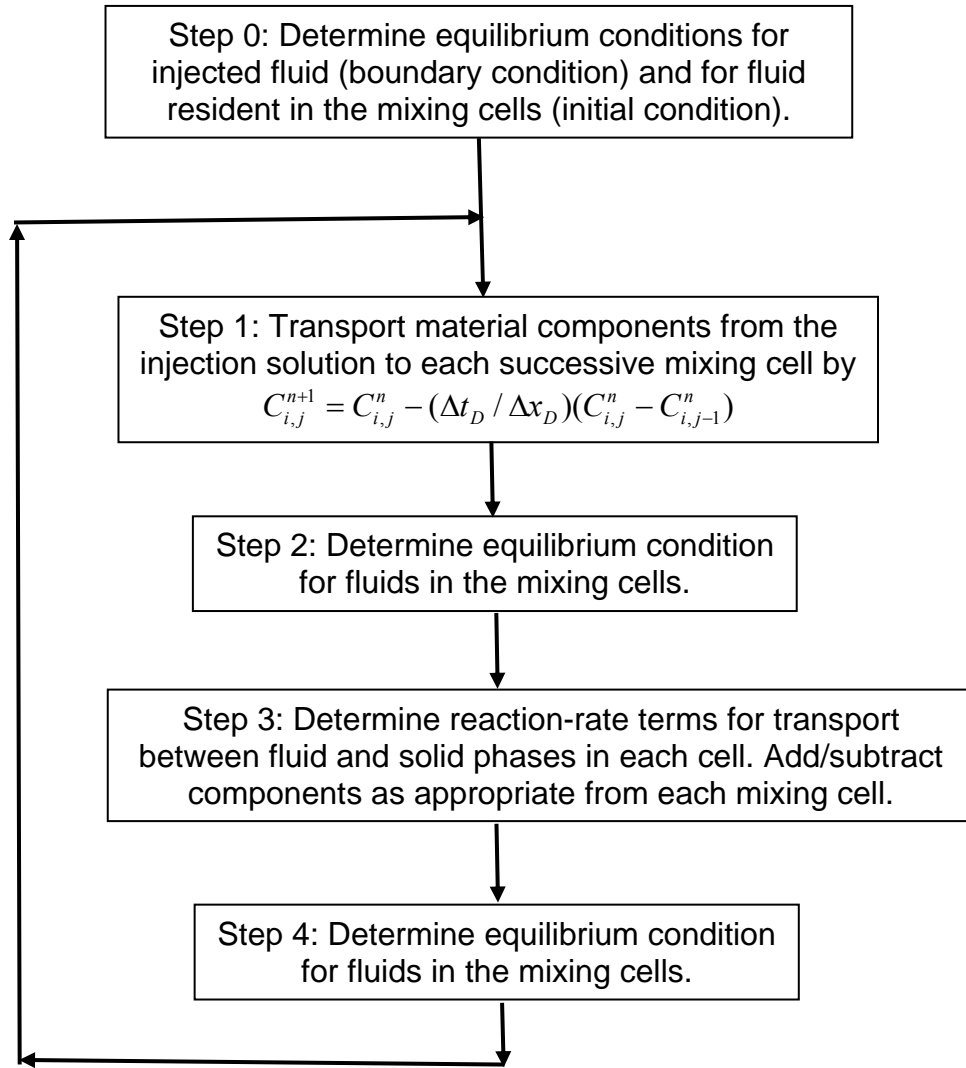 Step 0: Determine equilibrium conditions for
injected fluid (boundary condition) and for fluid
resident in the mixing cells (initial condition).
Step 1: Transport material components from the
injection solution to each successive mixing cell by
$C_{i,j}^{n+1} = C_{i,j}^{n} - (\Delta t_D / \Delta x_D)(C_{i,j}^{n} - C_{i,j-1}^{n})$
Step 2: Determine equilibrium condition
for fluids in the mixing cells.
Step 3: Determine reaction-rate terms for transport
between fluid and solid phases in each cell. Add/subtract
components as appropriate from each mixing cell.
Step 4: Determine equilibrium condition
for fluids in the mixing cells.